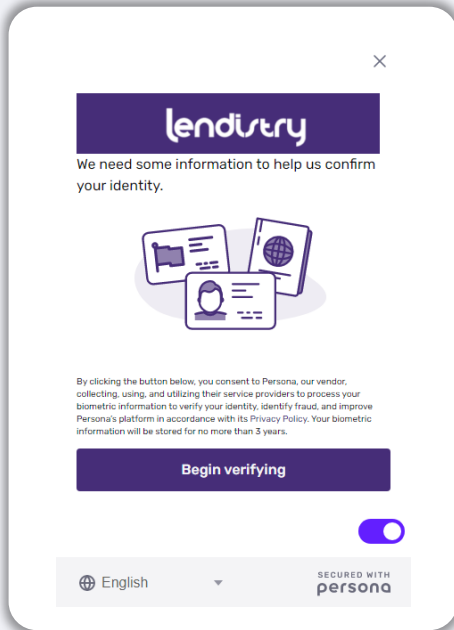 Lendistry
We need some information to help us confirm
your identity.
By clicking the button below, you consent to Persona, our vendor,
collecting, using, and utilizing their service providers to process your
biometric information to verify your identity, identify fraud, and improve
Persona's platform in accordance with its Privacy Policy. Your biometric
information will be stored for no more than 3 years.
Begin verifying
English
SECURED WITH
persona